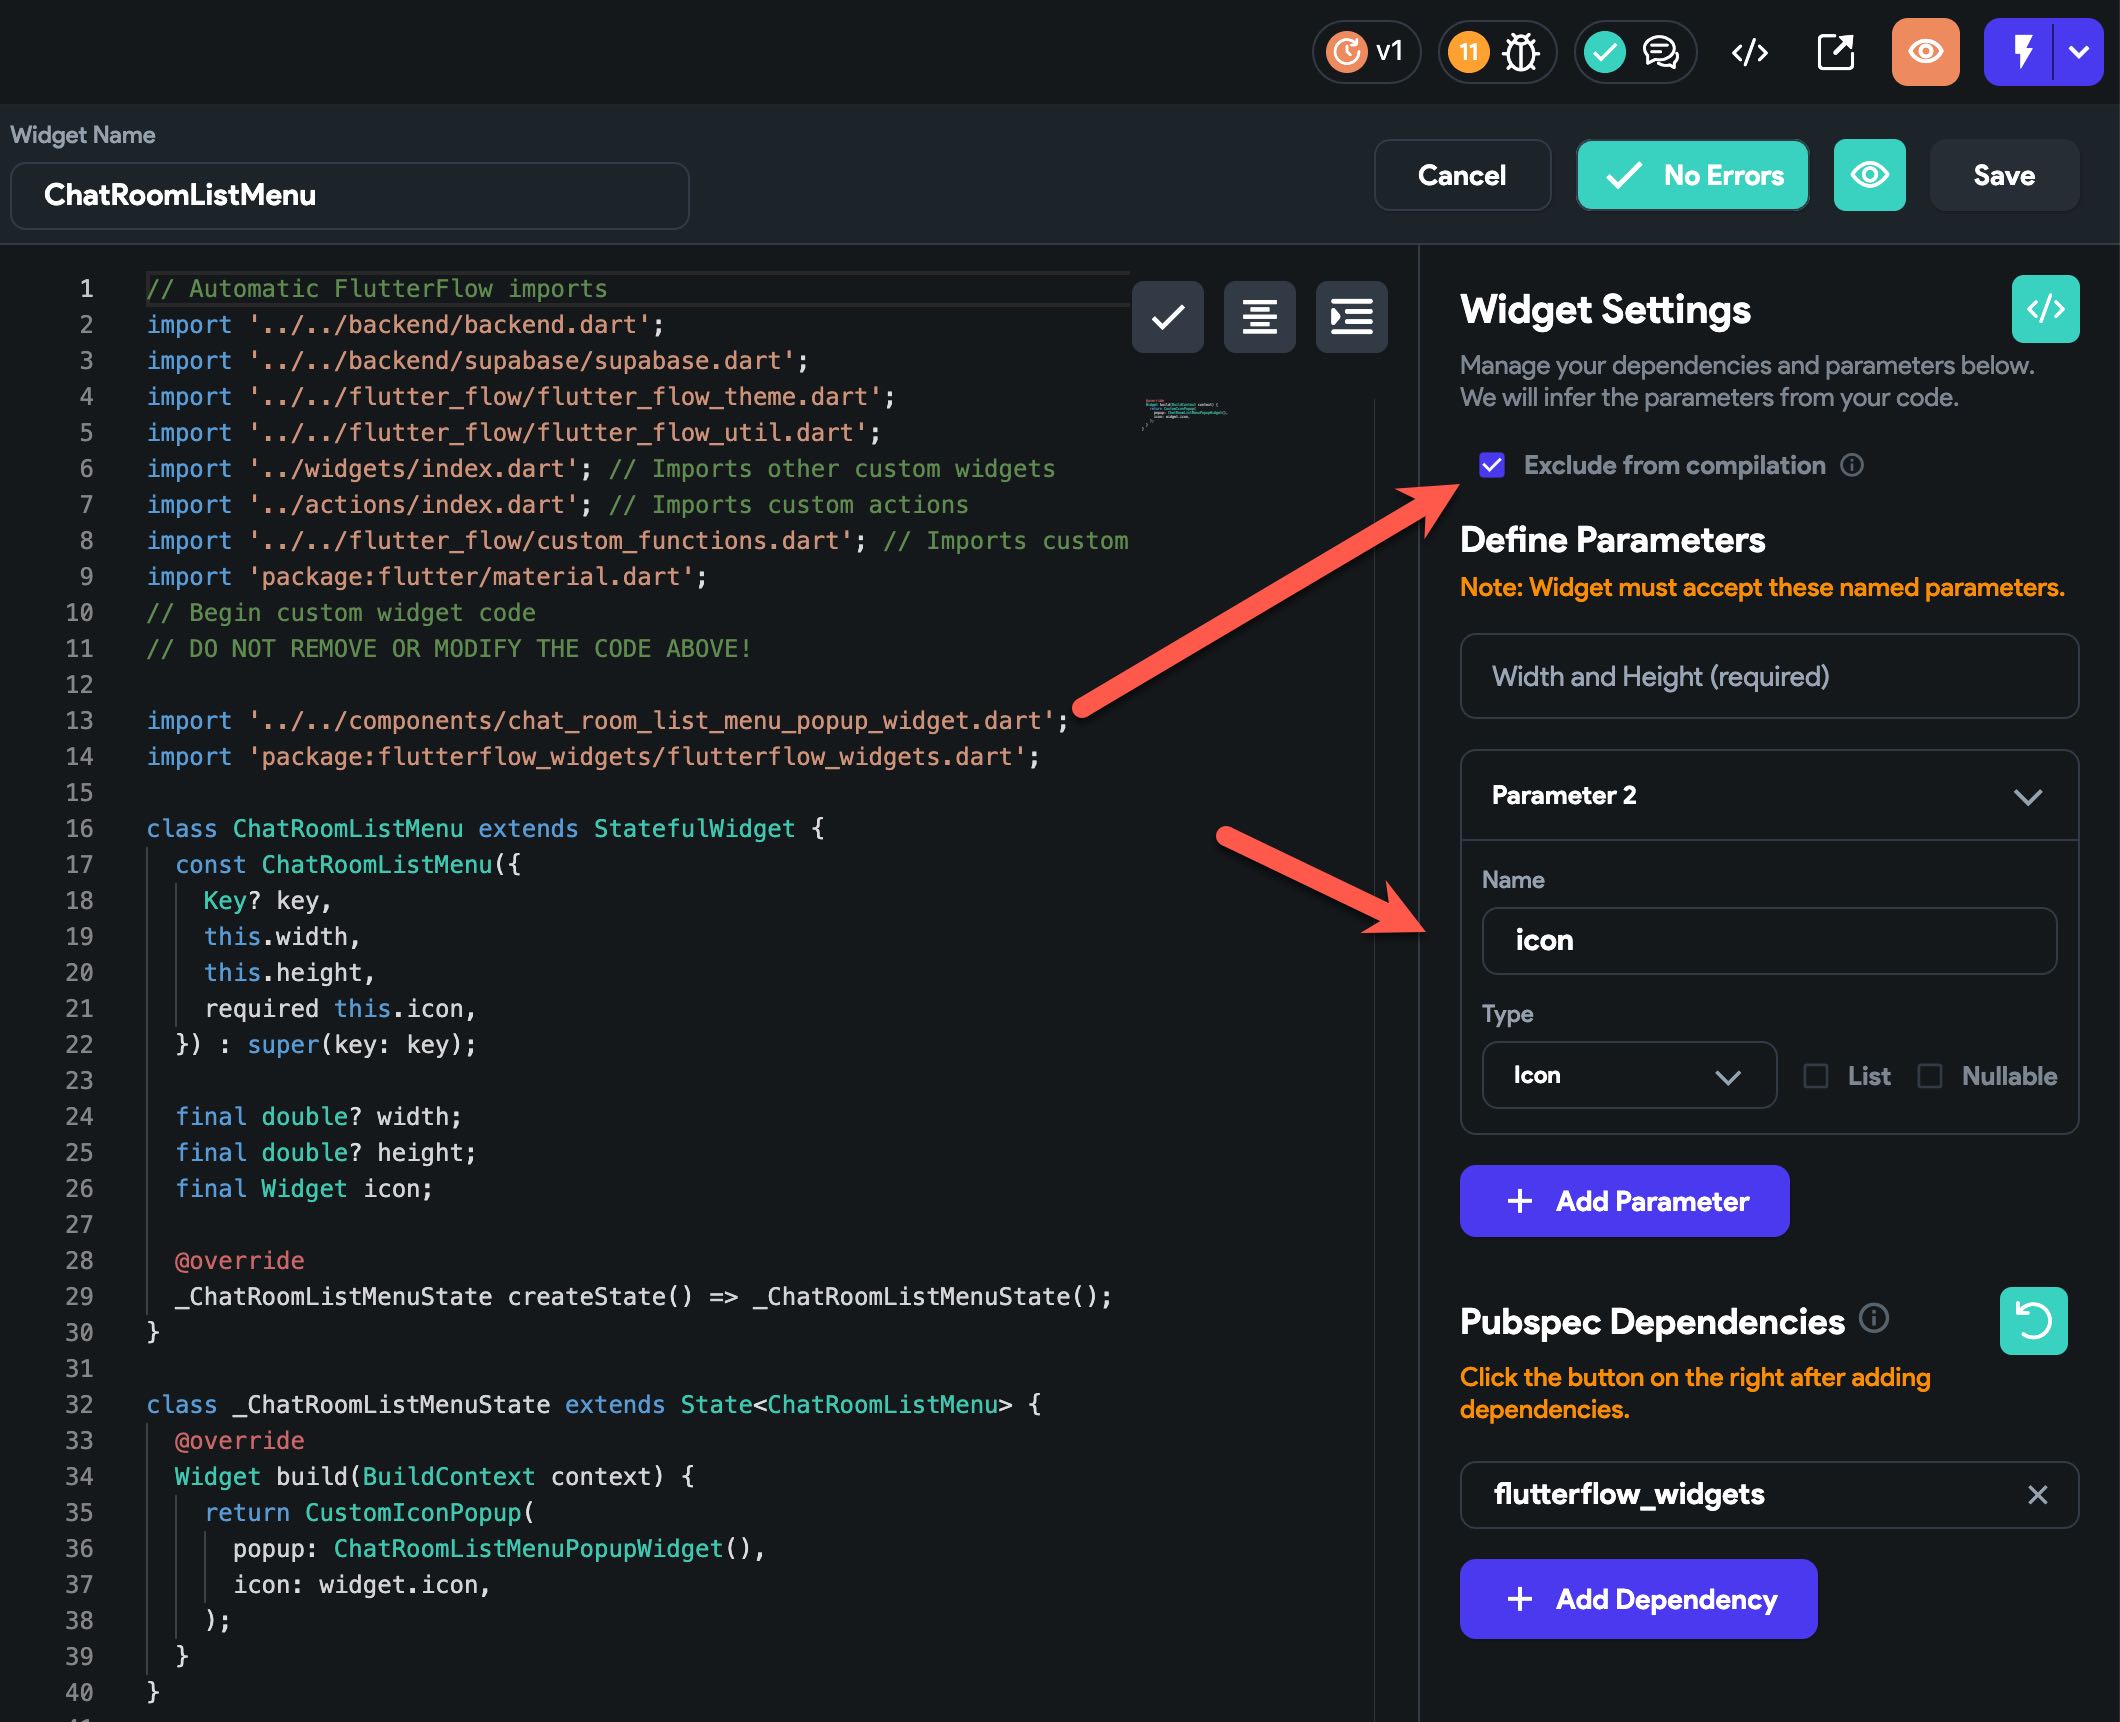 v1
11
Widget Name
ChatRoomListMenu
Cancel
No Errors
Save
1 // Automatic FlutterFlow imports
2 import '../../backend/backend.dart';
3 import '../../backend/supabase/supabase.dart';
4 import '../../flutter_flow/flutter_flow_theme.dart';
5 import '../../flutter_flow/flutter_flow_util.dart';
6 import '../widgets/index.dart'; // Imports other custom widgets
7 import '../actions/index.dart'; // Imports custom actions
8 import '../../flutter_flow/custom_functions.dart'; // Imports custom
9 import 'package:flutter/material.dart';
10 // Begin custom widget code
11 // DO NOT REMOVE OR MODIFY THE CODE ABOVE!
12
13 import '../../components/chat_room_list_menu_popup_widget.dart';
14 import 'package:flutterflow_widgets/flutterflow_widgets.dart';
15
16 class ChatRoomListMenu extends StatefulWidget {
17 const ChatRoomListMenu({
18 Key? key,
19 this.width,
20 this.height,
21 required this.icon,
22 }) : super(key: key);
23
24 final double? width;
25 final double? height;
26 final Widget icon;
27
28 @override
29 _ChatRoomListMenuState createState() => _ChatRoomListMenuState();
30 }
31
32 class _ChatRoomListMenuState extends State<ChatRoomListMenu> {
33 @override
34 Widget build(BuildContext context) {
35 return CustomIconPopup(
36 popup: ChatRoomListMenuPopupWidget(),
37 icon: widget.icon,
38 );
39 }
40 }
Widget Settings
</>
Manage your dependencies and parameters below.
We will infer the parameters from your code.
Exclude from compilation
Define Parameters
Note: Widget must accept these named parameters.
Width and Height (required)
Parameter 2
Name
icon
Type
Icon
List
Nullable
+ Add Parameter
Pubspec Dependencies
Click the button on the right after adding
dependencies.
flutterflow_widgets
+ Add Dependency